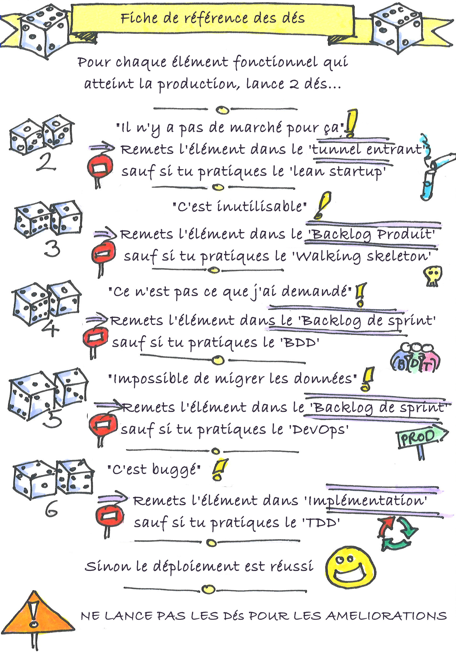 Fiche de référence des dés
Pour chaque élément fonctionnel qui
atteint la production, lance 2 dés...
"Il n'y a pas de marché pour ça"
Remets l'élément dans le 'tunnel entrant'
sauf si tu pratiques le 'lean startup'
2
"C'est inutilisable"
Remets l'élément dans le 'Backlog Produit'
sauf si tu pratiques le 'Walking skeleton'
3
"Ce n'est pas ce que j'ai demandé"
Remets l'élément dans le 'Backlog de sprint'
sauf si tu pratiques le 'BDD'
4
B D T
"Impossible de migrer les données"
Remets l'élément dans le 'Backlog de sprint'
sauf si tu pratiques le 'DevOps'
5
PROD
"C'est buggé"
Remets l'élément dans 'Implémentation'
sauf si tu pratiques le 'TDD'
6
Sinon le déploiement est réussi
NE LANCE PAS LES Dés POUR LES AMELIORATIONS